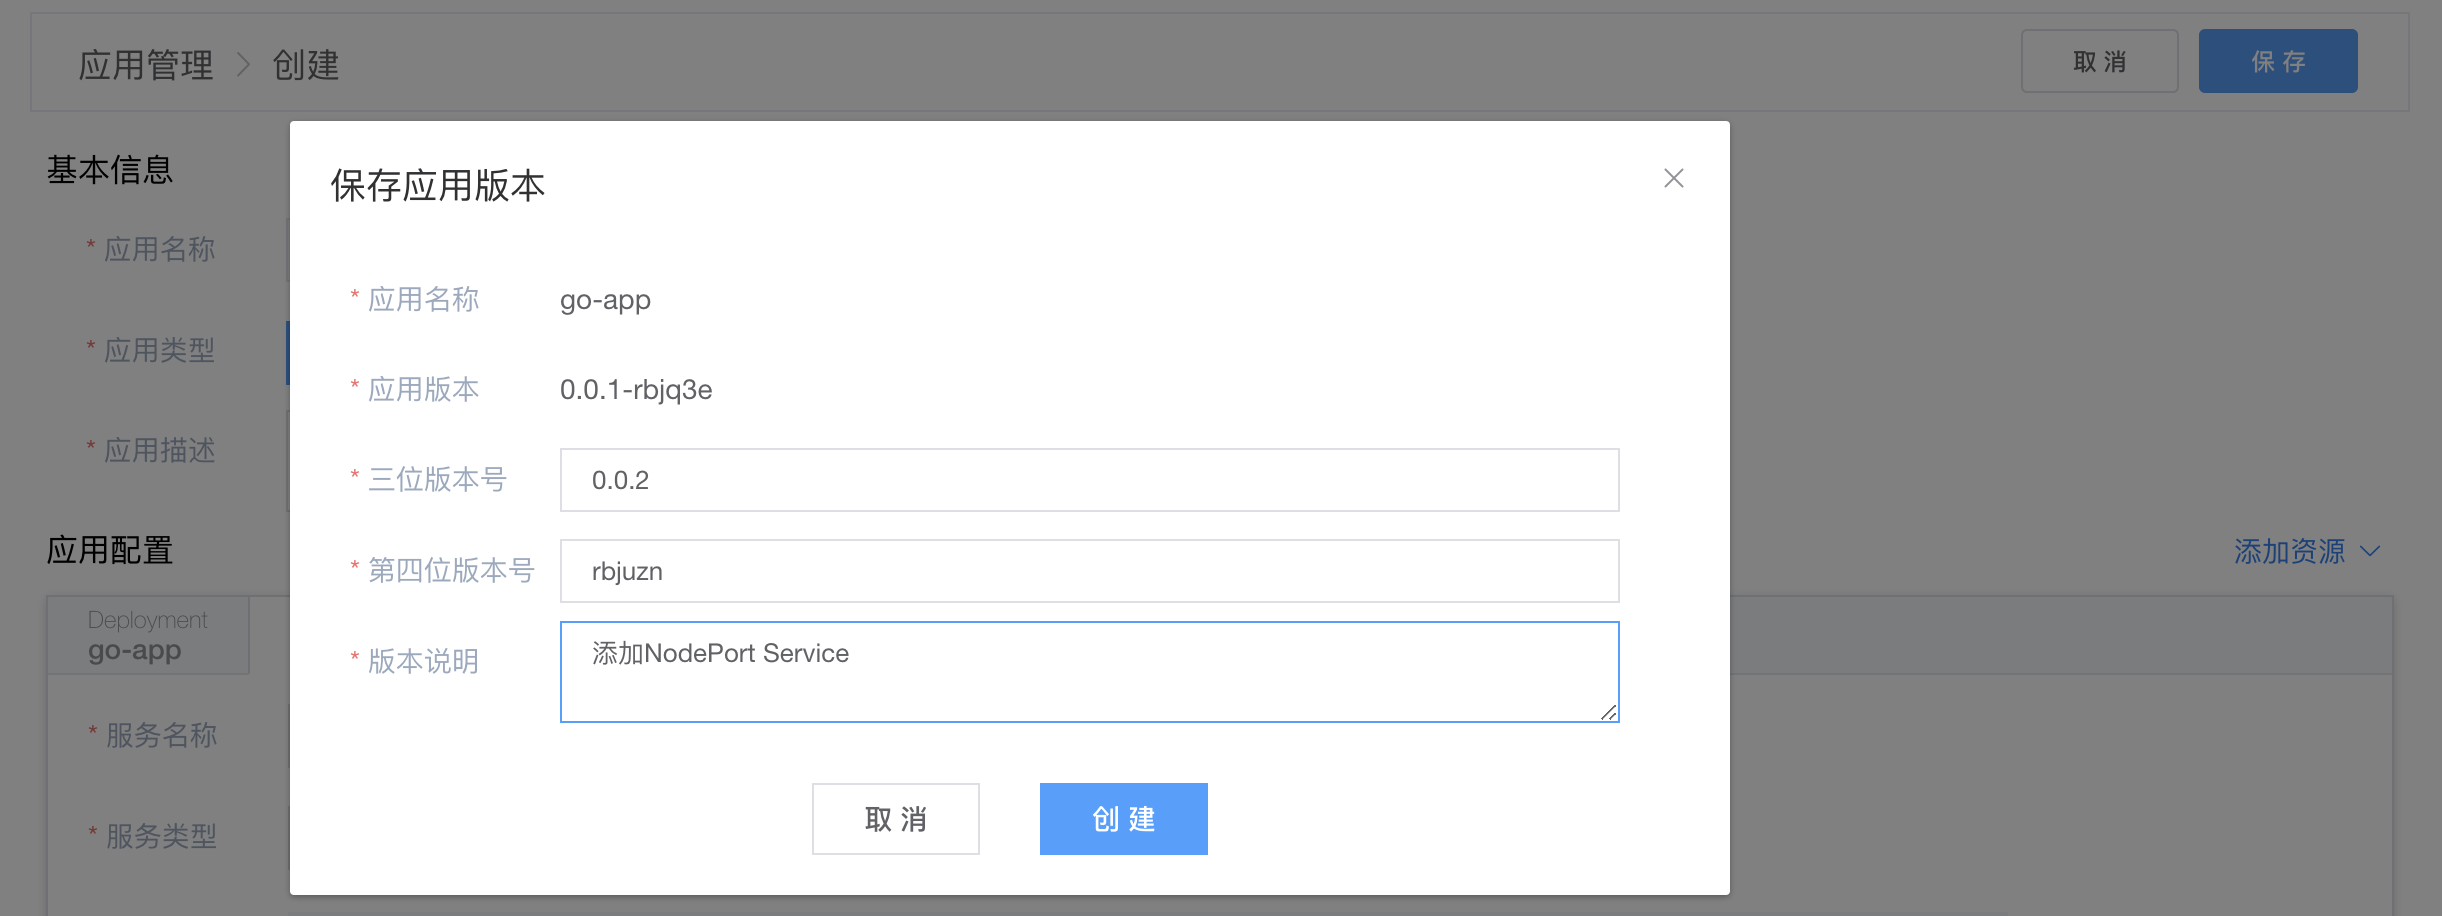 应用管理 > 创建
取消 保存
基本信息
* 应用名称
* 应用类型
* 应用描述
应用配置
添加资源
Deployment
go-app
* 服务名称
* 服务类型
保存应用版本
* 应用名称 go-app
* 应用版本 0.0.1-rbjq3e
* 三位版本号 0.0.2
* 第四位版本号 rbjuzn
* 版本说明 添加NodePort Service
取消 创建